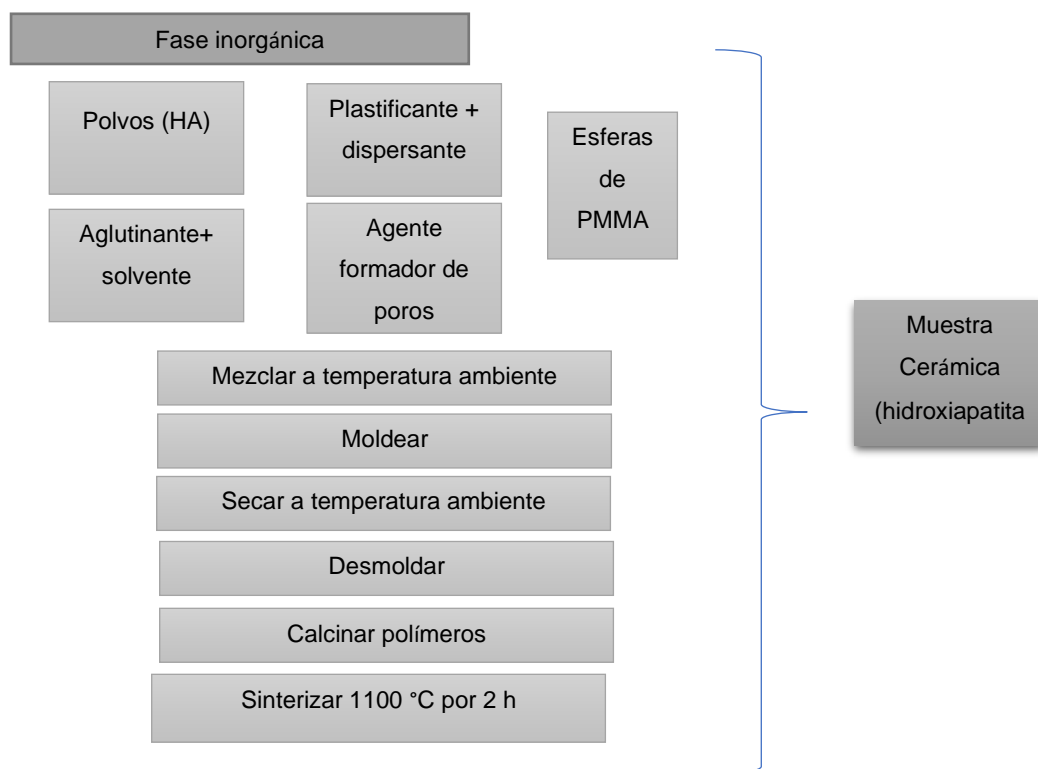 Fase inorgánica
Polvos (HA)
Plastificante +
dispersante
Esferas
de
PMMA
Aglutinante+
solvente
Agente
formador de
poros
Mezclar a temperatura ambiente
Moldear
Secar a temperatura ambiente
Desmoldar
Calcinar polímeros
Sinterizar 1100 °C por 2 h
Muestra
Cerámica
(hidroxiapatita